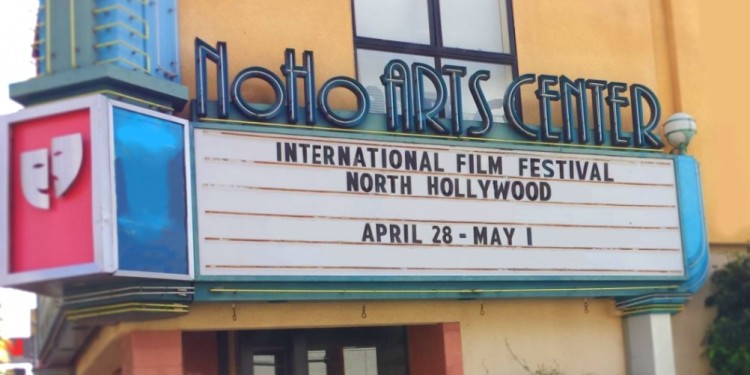 NoHo ARTS CENTER
INTERNATIONAL FILM FESTIVAL
NORTH HOLLYWOOD
APRIL 28 - MAY 1